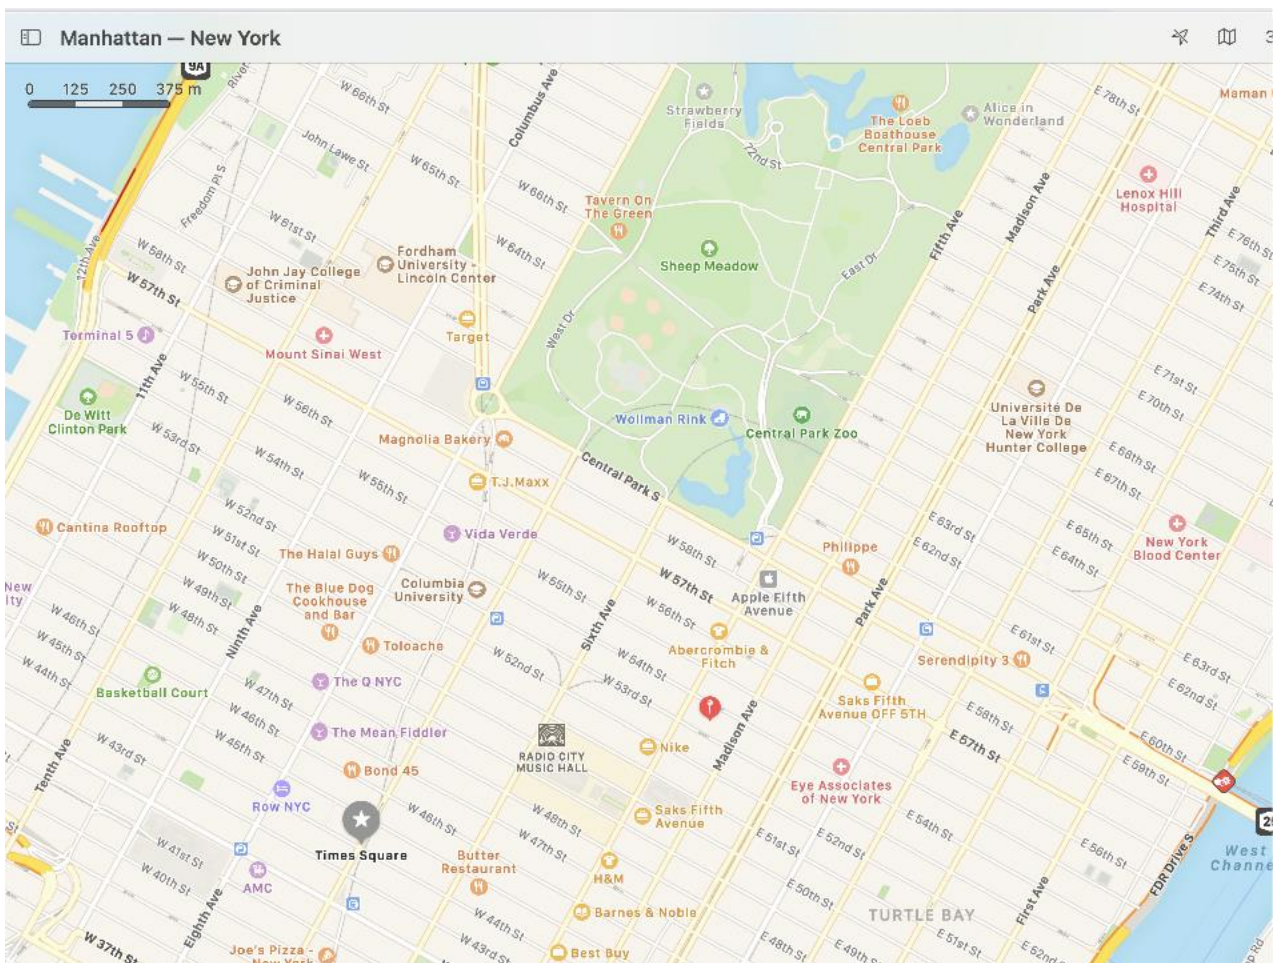 Manhattan — New York
0 125 250 375 m
9A
River
W 66th St
Columbus Ave
Strawberry
Fields
The Loeb
Boathouse
Central Park
Alice in
Wonderland
E 78th St
Maman
John Lawe St
W 65th St
72nd St
Freedom Pl S
W 66th St
Tavern On
The Green
Madison Ave
Lenox Hill
Hospital
Third Ave
W 61st St
W 64th St
Fifth Ave
E 76th St
12th Ave
W 58th St
Fordham
University -
Lincoln Center
Sheep Meadow
East Dr
E 75th St
John Jay College
of Criminal
Justice
W 57th St
Park Ave
E 74th St
Terminal 5
Mount Sinai West
Target
West Dr
11th Ave
W 55th St
W 56th St
E 71st St
E 70th St
De Witt
Clinton Park
Université De
La Ville De
New York
Hunter College
Wollman Rink
Central Park Zoo
W 53rd St
Magnolia Bakery
W 54th St
W 55th St
Central Park S
E 68th St
E 67th St
T.J.Maxx
W 52nd St
Cantina Rooftop
Vida Verde
E 63rd St
E 65th St
New York
Blood Center
W 51st St
The Halal Guys
W 58th St
Philippe
E 62nd St
E 64th St
W 50th St
W 49th St
W 48th St
New
ity
The Blue Dog
Cookhouse
and Bar
Columbia
University
W 55th St
W 57th St
Apple Fifth
Avenue
W 56th St
Park Ave
W 46th St
W 45th St
W 44th St
Ninth Ave
Toloache
Sixth Ave
Abercrombie &
Fitch
E 61st St
Serendipity 3
W 52nd St
W 54th St
W 53rd St
E 63rd St
E 62nd St
Basketball Court
W 47th St
The Q NYC
Saks Fifth
Avenue OFF 5TH
E 58th St
W 46th St
W 45th St
The Mean Fiddler
W 43rd St
RADIO CITY
MUSIC HALL
Nike
Madison Ave
E 57th St
E 60th St
E 59th St
Tenth Ave
Bond 45
Eye Associates
of New York
Row NYC
W 46th St
W 48th St
W 47th St
Saks Fifth
Avenue
E 51st St
E 52nd St
E 54th St
Times Square
W 41st St
W 40th St
Butter
Restaurant
E 56th St
FDR Drive S
West
Channe
AMC
H&M
E 50th St
First Ave
Eighth Ave
W 44th St
W 43rd St
Barnes & Noble
TURTLE BAY
W 37th St
Joe's Pizza -
New York
Best Buy
E 48th St
E 49th St
E 51st St
E 52nd St